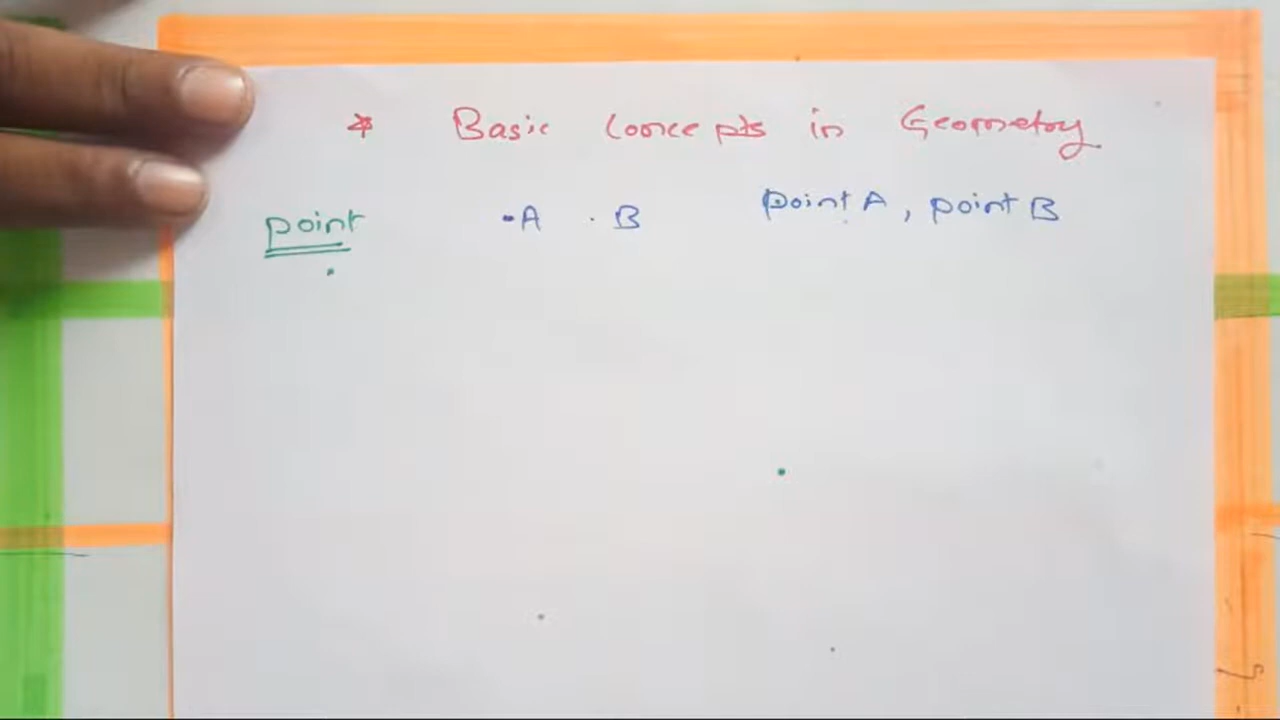 * Basic Concepts in Geometry
point •A . B point A, point B